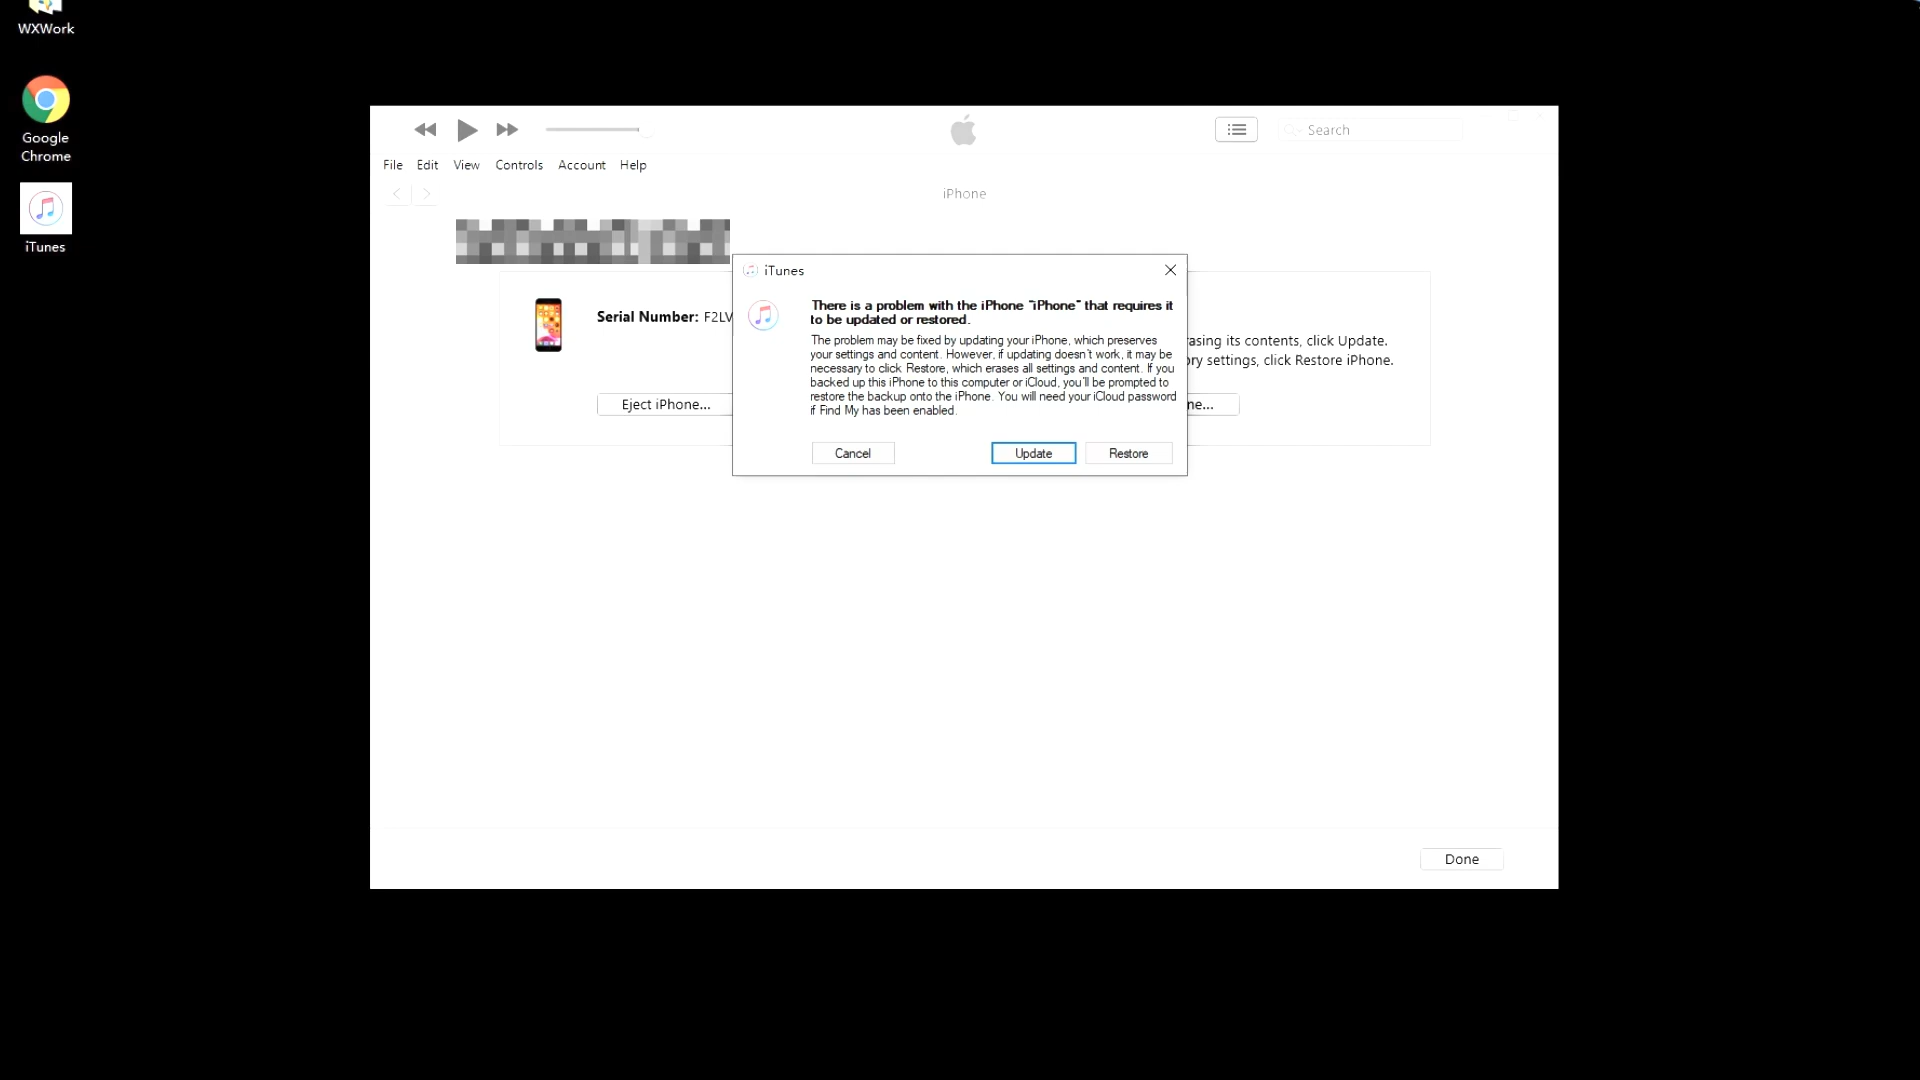 WXWork
Google
Chrome
iTunes
Search
File Edit View Controls Account Help
iPhone
Serial Number: F2LV
Eject iPhone...
iTunes
There is a problem with the iPhone "iPhone" that requires it
to be updated or restored.
The problem may be fixed by updating your iPhone, which preserves
your settings and content. However, if updating doesn't work, it may be
necessary to click Restore, which erases all settings and content. If you
backed up this iPhone to this computer or iCloud, you'll be prompted to
restore the backup onto the iPhone. You will need your iCloud password
if Find My has been enabled.
Cancel Update Restore
asing its contents, click Update.
ry settings, click Restore iPhone.
ne...
Done